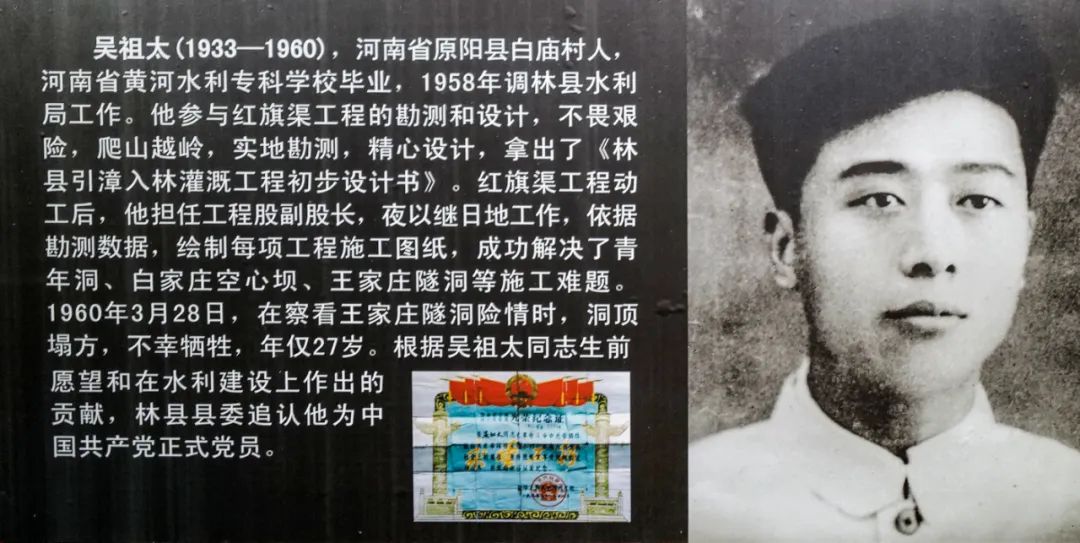 吴祖太(1933—1960)，河南省原阳县白庙村人，
河南省黄河水利专科学校毕业，1958年调林县水利
局工作。他参与红旗渠工程的勘测和设计，不畏艰
险，爬山越岭，实地勘测，精心设计，拿出了《林
县引漳入林灌溉工程初步设计书》。红旗渠工程动
工后，他担任工程股副股长，夜以继日地工作，依据
勘测数据，绘制每项工程施工图纸，成功解决了青
年洞、白家庄空心坝、王家庄隧洞等施工难题。
1960年3月28日，在察看王家庄隧洞险情时，洞顶
塌方，不幸牺牲，年仅27岁。根据吴祖太同志生前
愿望和在水利建设上作出的
贡献，林县县委追认他为中
国共产党正式党员。